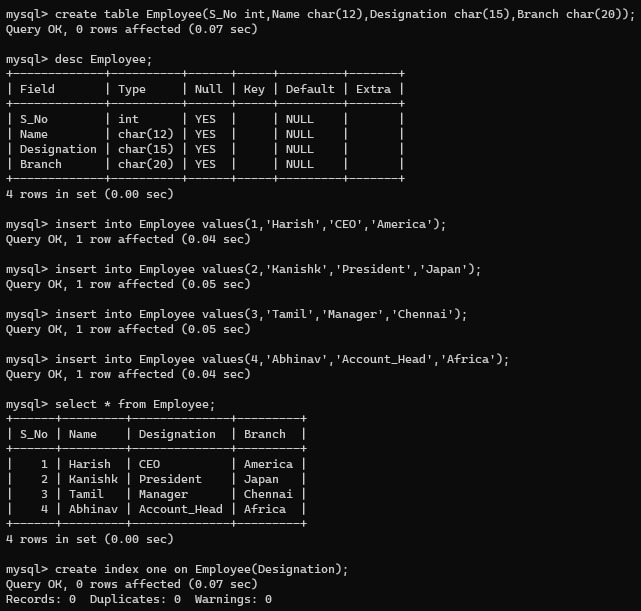 mysql> create table Employee(S_No int,Name char(12),Designation char(15),Branch char(20));
Query OK, 0 rows affected (0.07 sec)

mysql> desc Employee;
+-------------+----------+------+-----+---------+-------+
| Field       | Type     | Null | Key | Default | Extra |
+-------------+----------+------+-----+---------+-------+
| S_No        | int      | YES  |     | NULL    |       |
| Name        | char(12) | YES  |     | NULL    |       |
| Designation | char(15) | YES  |     | NULL    |       |
| Branch      | char(20) | YES  |     | NULL    |       |
+-------------+----------+------+-----+---------+-------+
4 rows in set (0.00 sec)

mysql> insert into Employee values(1,'Harish','CEO','America');
Query OK, 1 row affected (0.04 sec)

mysql> insert into Employee values(2,'Kanishk','President','Japan');
Query OK, 1 row affected (0.05 sec)

mysql> insert into Employee values(3,'Tamil','Manager','Chennai');
Query OK, 1 row affected (0.05 sec)

mysql> insert into Employee values(4,'Abhinav','Account_Head','Africa');
Query OK, 1 row affected (0.04 sec)

mysql> select * from Employee;
+------+---------+--------------+---------+
| S_No | Name    | Designation  | Branch  |
+------+---------+--------------+---------+
|    1 | Harish  | CEO          | America |
|    2 | Kanishk | President    | Japan   |
|    3 | Tamil   | Manager      | Chennai |
|    4 | Abhinav | Account_Head | Africa  |
+------+---------+--------------+---------+
4 rows in set (0.00 sec)

mysql> create index one on Employee(Designation);
Query OK, 0 rows affected (0.07 sec)
Records: 0  Duplicates: 0  Warnings: 0